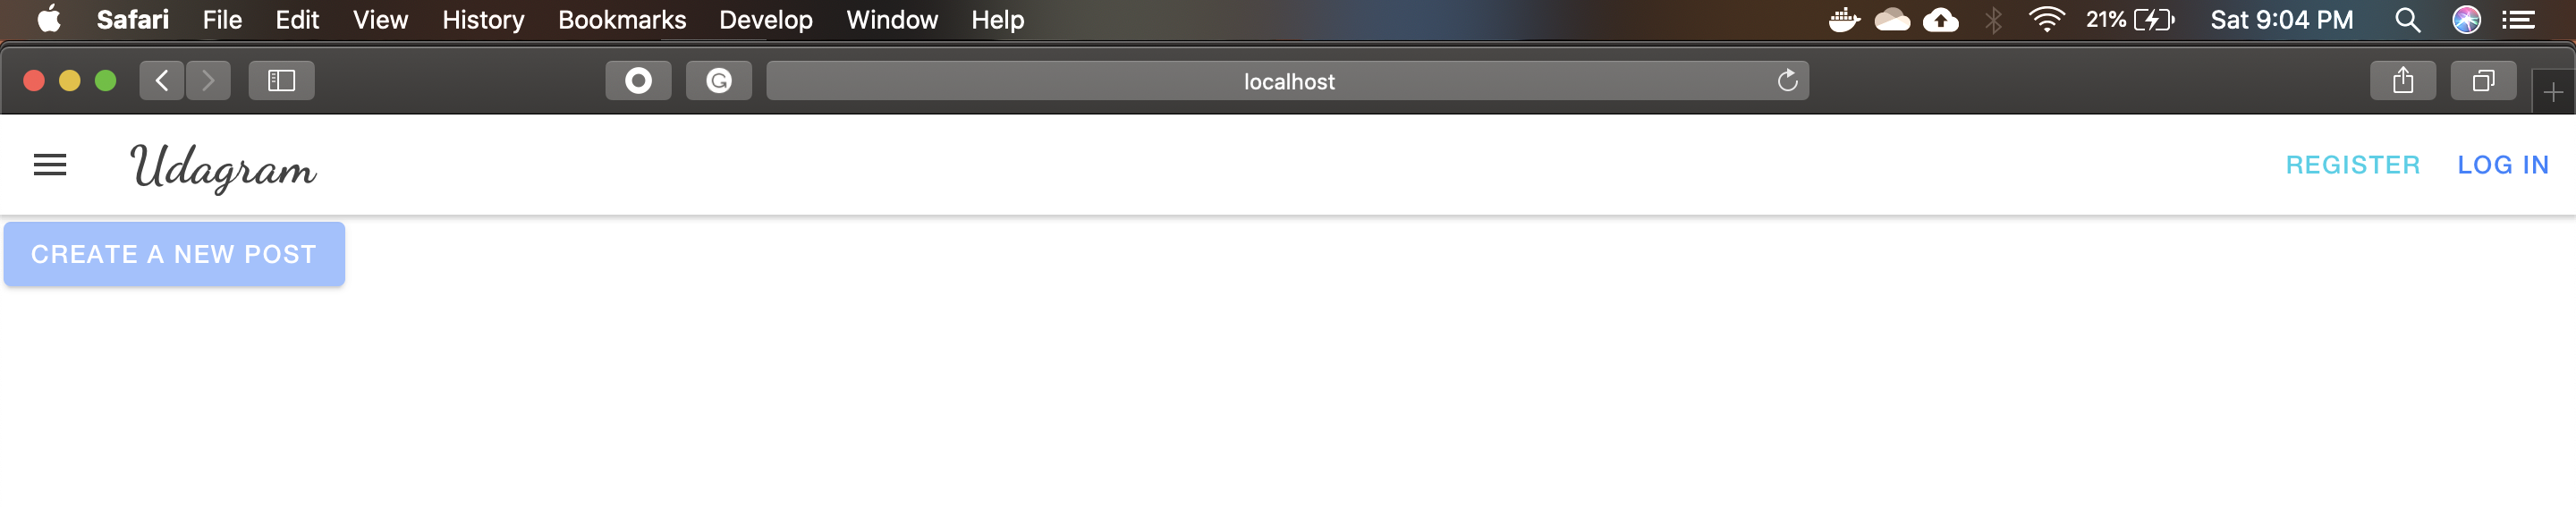 Safari File Edit View History Bookmarks Develop Window Help 21% Sat 9:04 PM
localhost
Udagram REGISTER LOG IN
CREATE A NEW POST